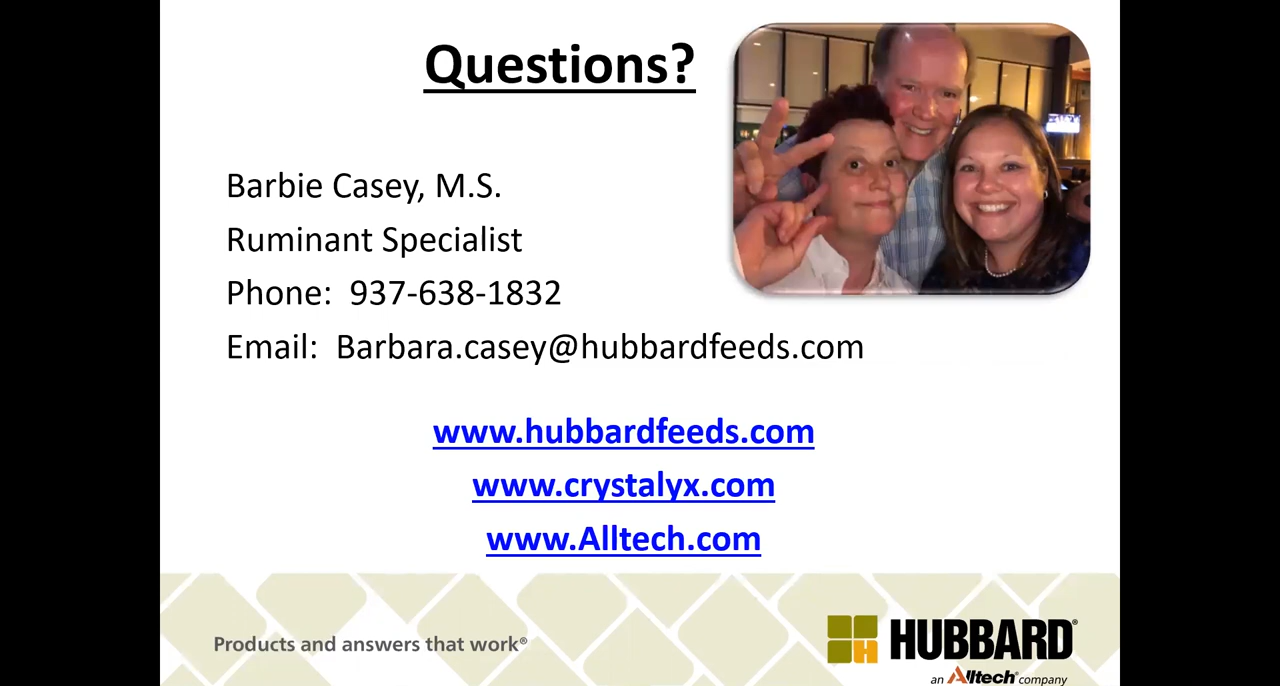 Questions?
Barbie Casey, M.S.
Ruminant Specialist
Phone:  937-638-1832
Email:  Barbara.casey@hubbardfeeds.com
www.hubbardfeeds.com
www.crystalyx.com
www.Alltech.com
Products and answers that work®
H HUBBARD®
an Alltech® company